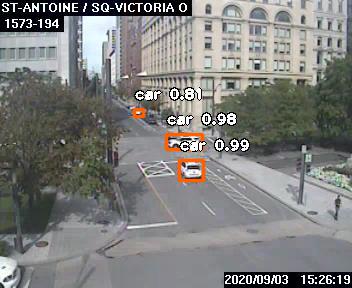 ST-ANTOINE / SQ-VICTORIA O
1573-194
car 0.81
car 0.98
car 0.99
2020/09/03 15:26:19